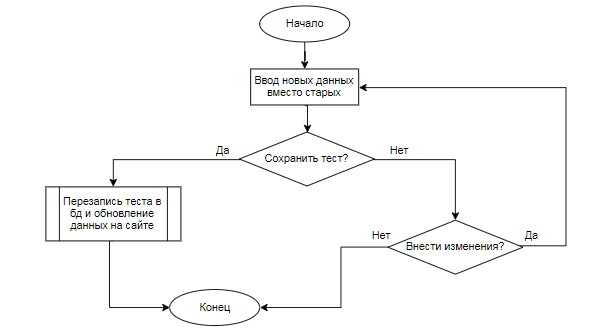 Начало
Ввод новых данных
вместо старых
Да
Сохранить тест?
Нет
Перезапись теста в
бд и обновление
данных на сайте
Нет
Внести изменения?
Да
Конец